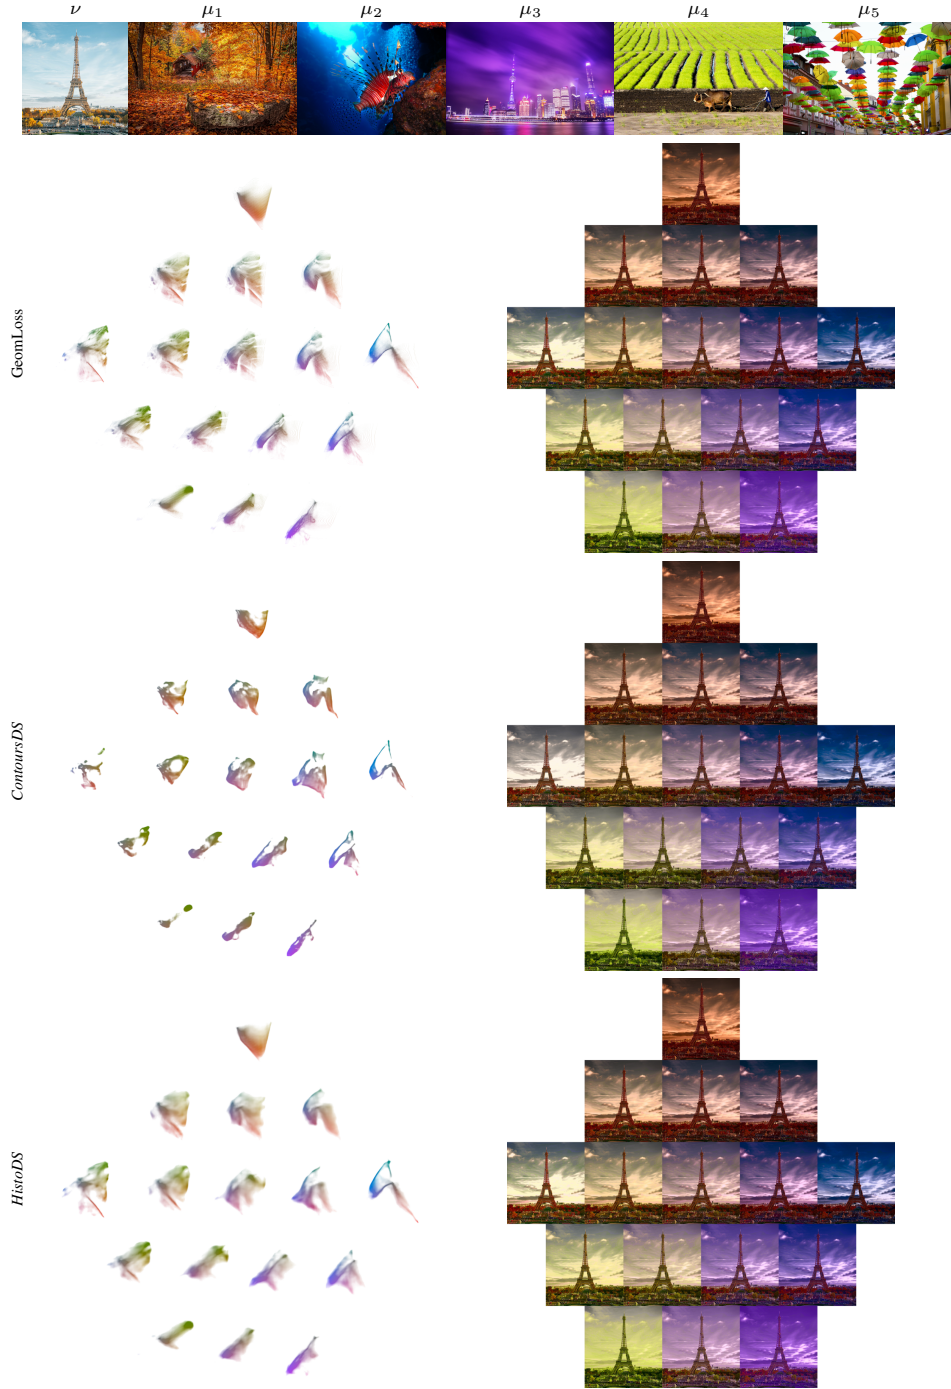 ν μ₁ μ₂ μ₃ μ₄ μ₅
GeomLoss
ContoursDS
HistoDS